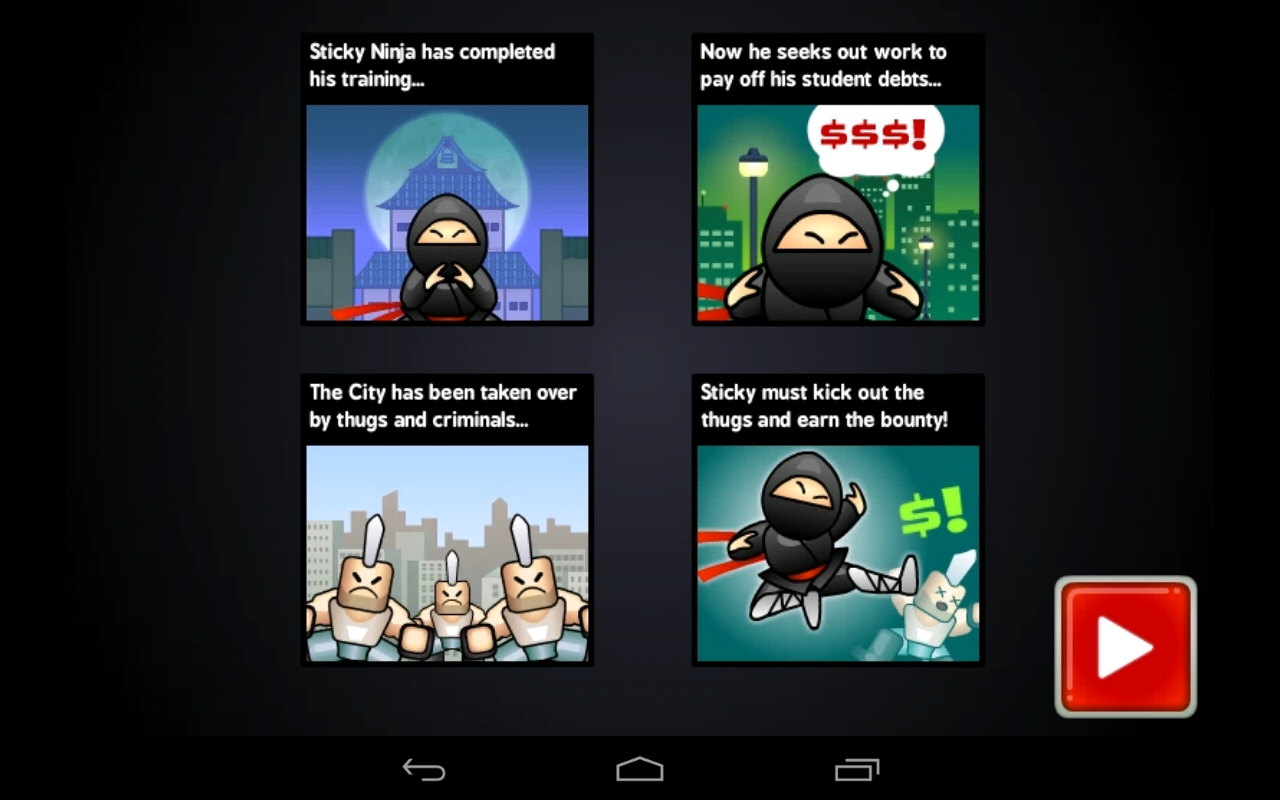 Sticky Ninja has completed
his training...
Now he seeks out work to
pay off his student debts...
$$$!
The City has been taken over
by thugs and criminals...
Sticky must kick out the
thugs and earn the bounty!
$!